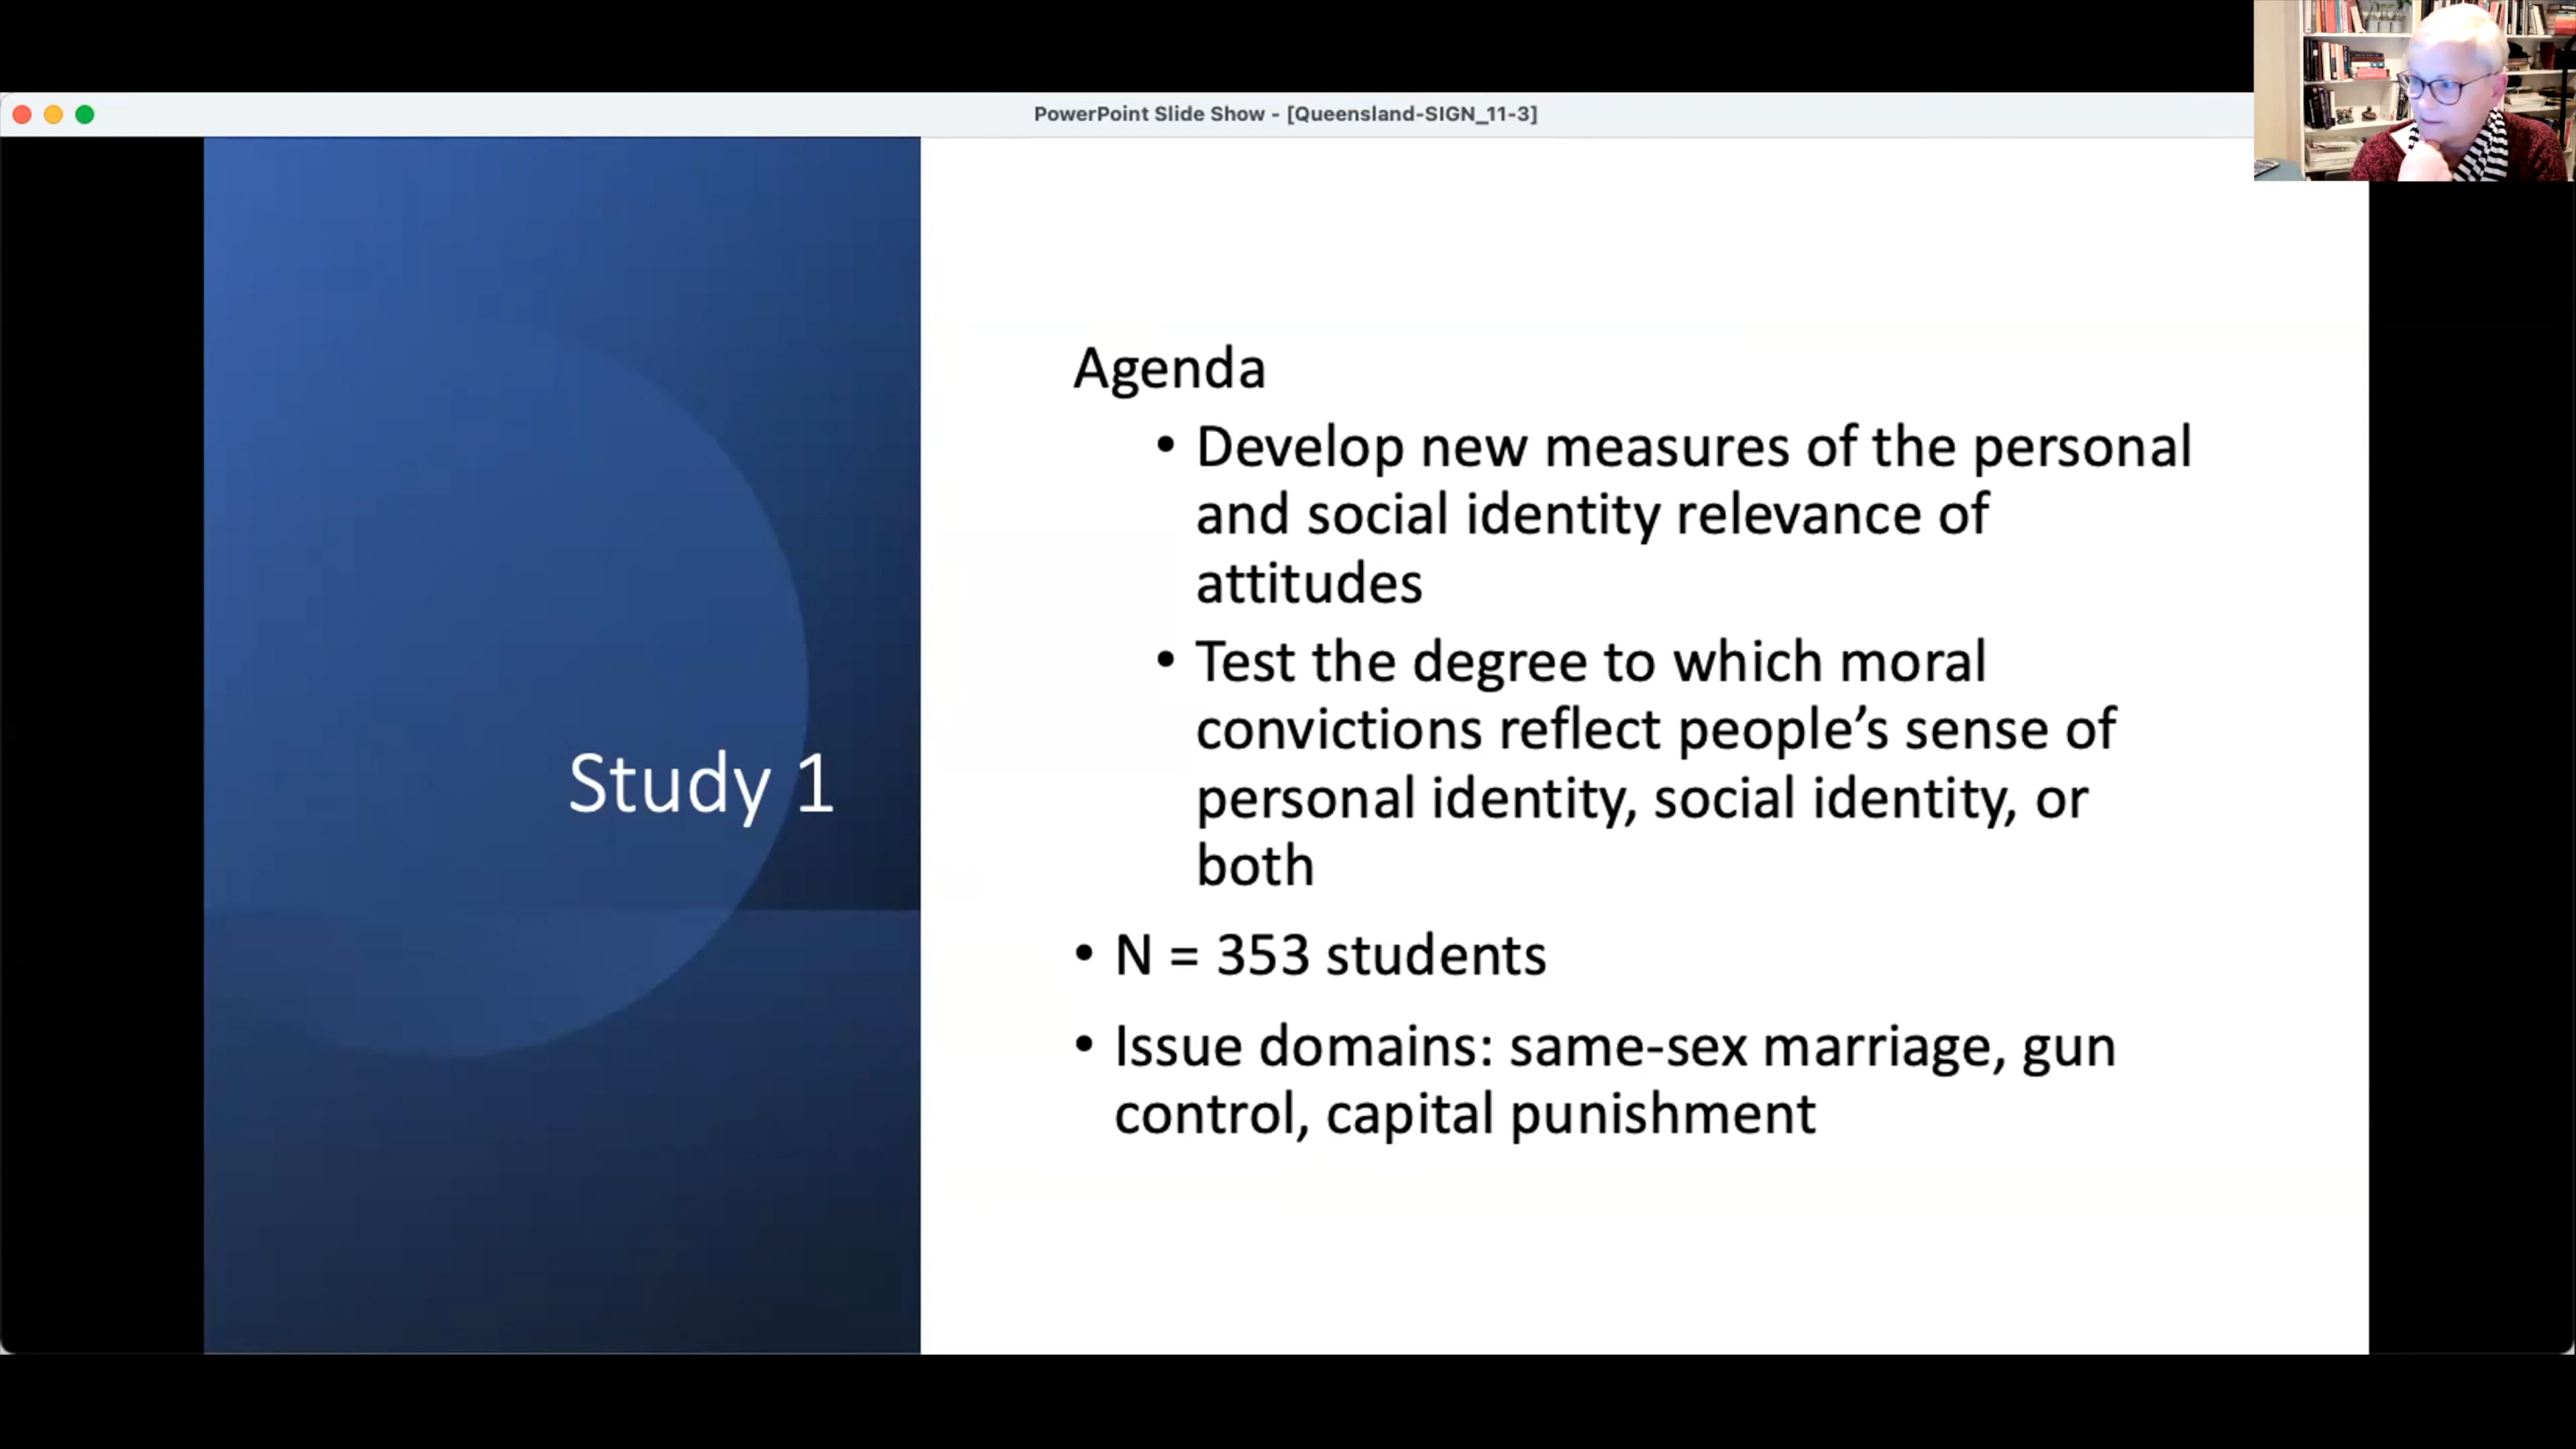 PowerPoint Slide Show - [Queensland-SIGN_11-3]
Study 1
Agenda
• Develop new measures of the personal
and social identity relevance of
attitudes
• Test the degree to which moral
convictions reflect people’s sense of
personal identity, social identity, or
both
• N = 353 students
• Issue domains: same-sex marriage, gun
control, capital punishment